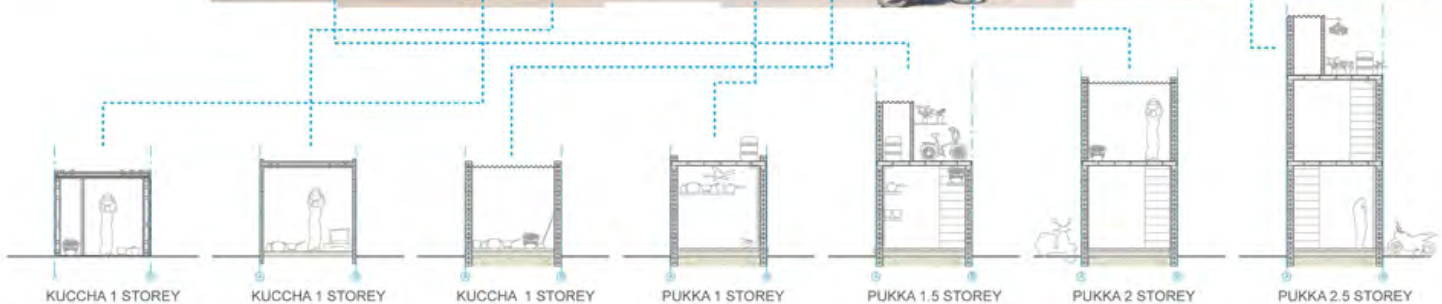 KUCCHA 1 STOREY
KUCCHA 1 STOREY
KUCCHA 1 STOREY
PUKKA 1 STOREY
PUKKA 1.5 STOREY
PUKKA 2 STOREY
PUKKA 2.5 STOREY